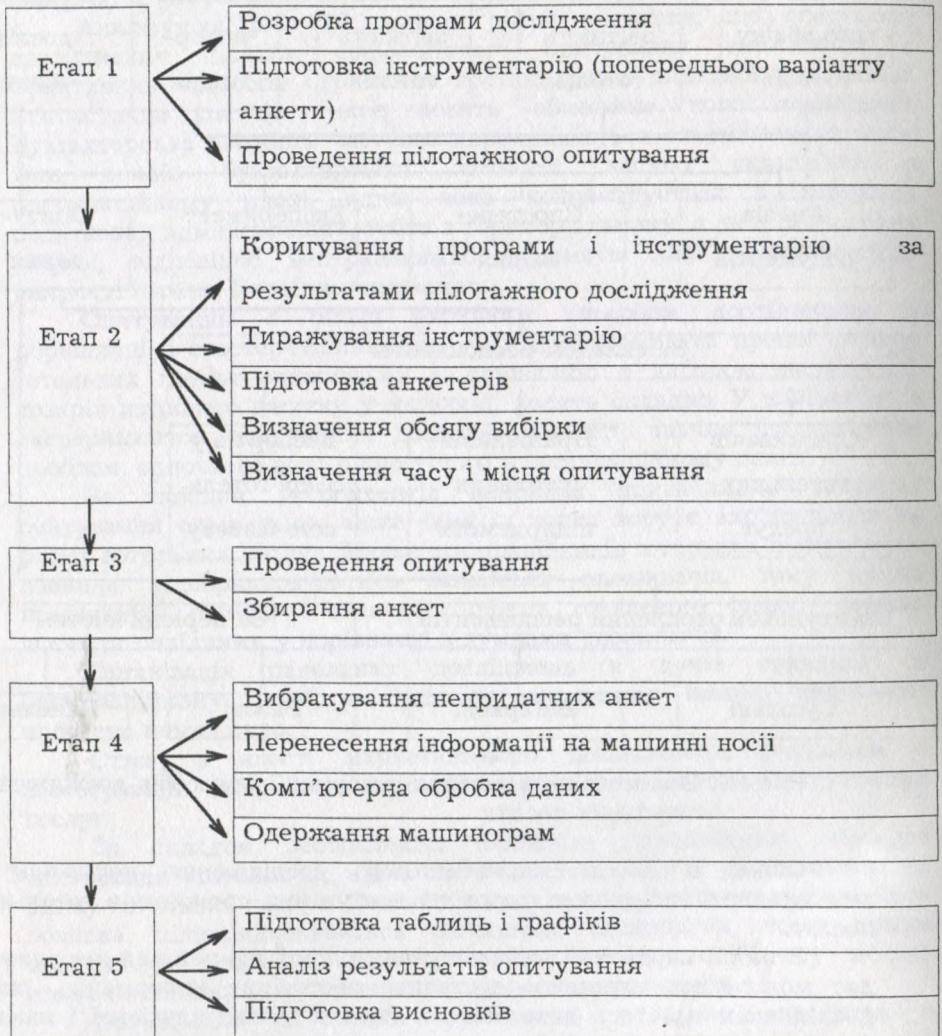 Етап 1
Розробка програми дослідження
Підготовка інструментарію (попереднього варіанту
анкети)
Проведення пілотажного опитування
Етап 2
Коригування програми і інструментарію за
результатами пілотажного дослідження
Тиражування інструментарію
Підготовка анкетерів
Визначення обсягу вибірки
Визначення часу і місця опитування
Етап 3
Проведення опитування
Збирання анкет
Етап 4
Вибракування непридатних анкет
Перенесення інформації на машинні носії
Комп'ютерна обробка даних
Одержання машинограм
Етап 5
Підготовка таблиць і графіків
Аналіз результатів опитування
Підготовка висновків